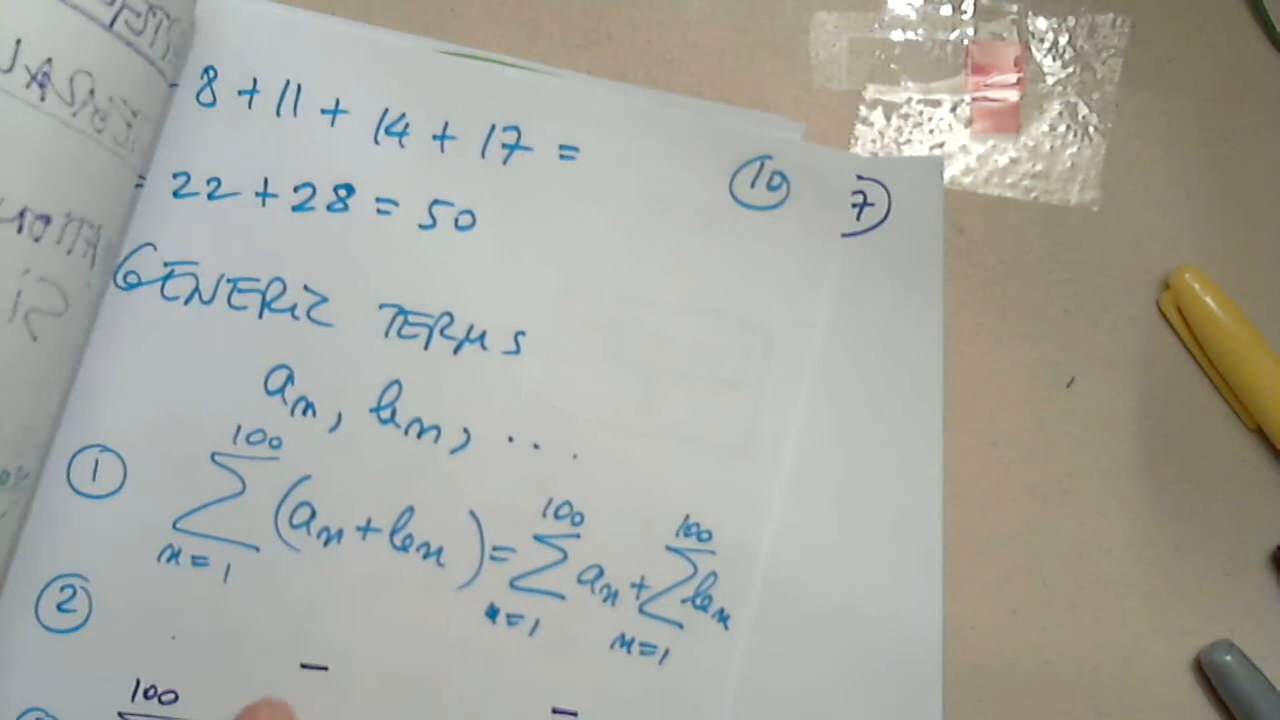 8 + 11 + 14 + 17 =
= 22 + 28 = 50
10
7
GENERIC TERMS
aₙ, bₙ, ...
① ∑ₙ₌₁¹⁰⁰ (aₙ + bₙ) = ∑ₙ₌₁¹⁰⁰ aₙ + ∑ₙ₌₁¹⁰⁰ bₙ
②
100